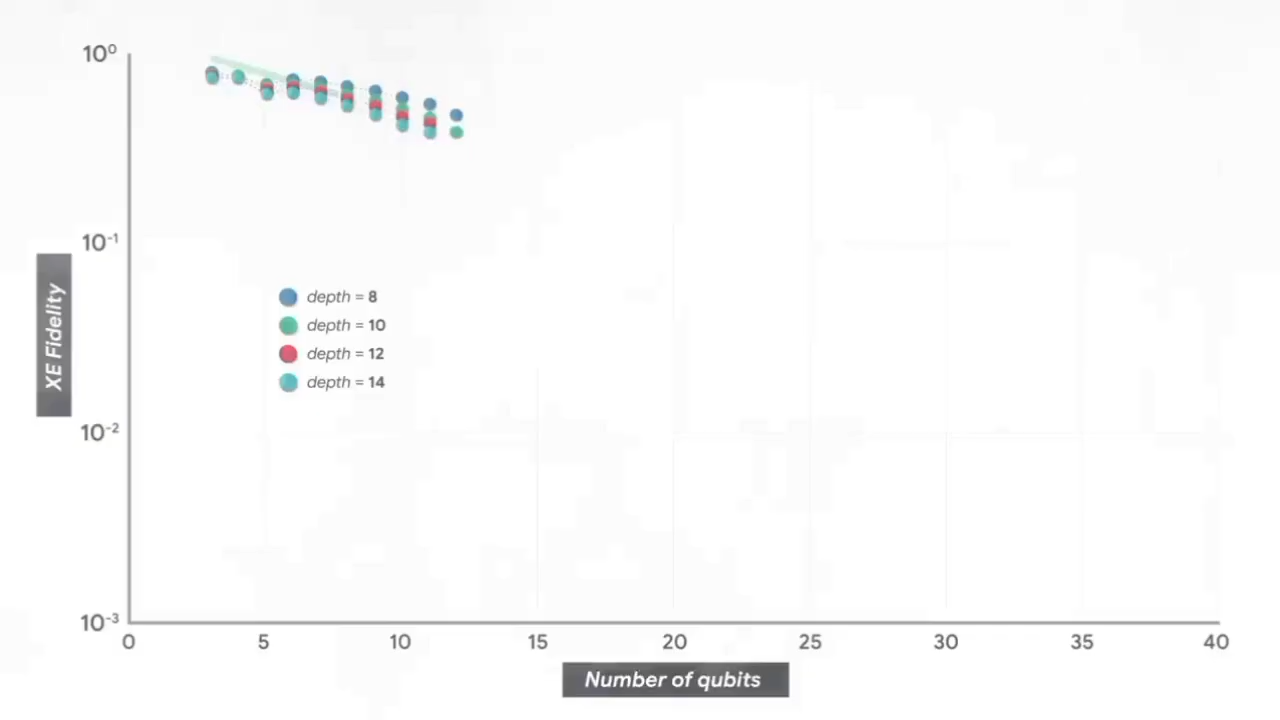 10⁰
10⁻¹
10⁻²
10⁻³
XE Fidelity
depth = 8
depth = 10
depth = 12
depth = 14
0 5 10 15 20 25 30 35 40
Number of qubits